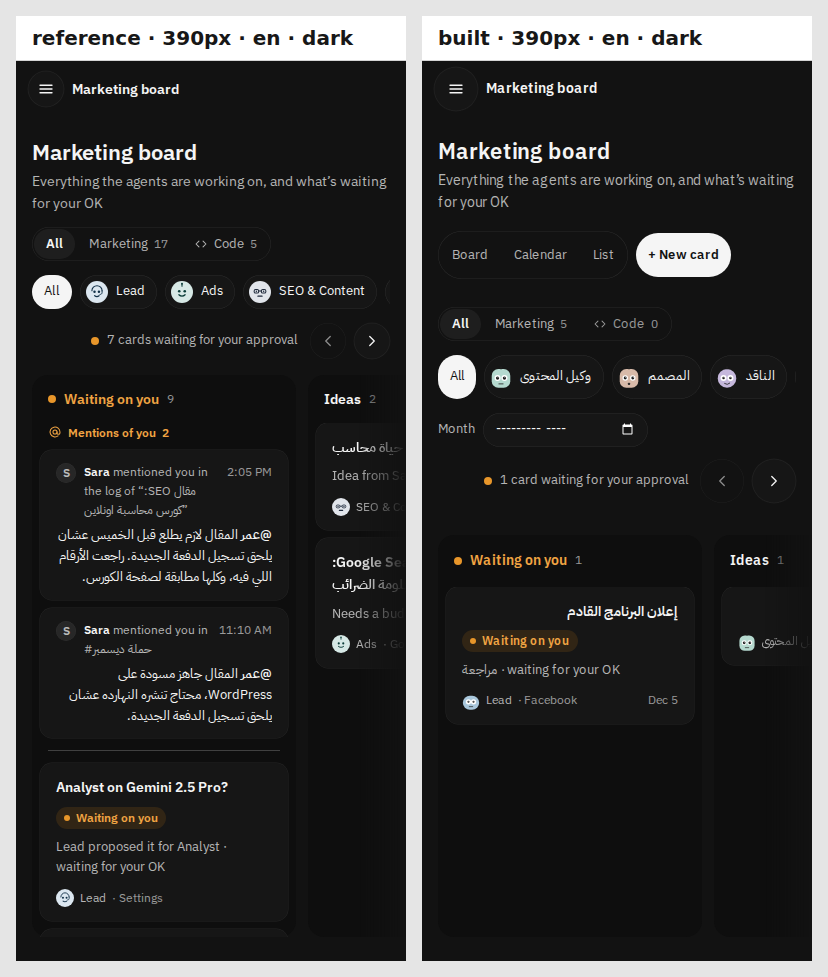 reference · 390px · en · dark
Marketing board
Marketing board
Everything the agents are working on, and what's waiting
for your OK
All Marketing 17 Code 5
All Lead Ads SEO & Content
7 cards waiting for your approval
Waiting on you 9
@ Mentions of you 2
S Sara mentioned you in 2:05 PM
the log of “SEO: مقال
كورس محاسبة اونلاين”
@عمر المقال لازم يطلع قبل الخميس عشان
يلحق تسجيل الدفعة الجديدة. راجعت الأرقام
اللي فيه، وكلها مطابقة لصفحة الكورس.
S Sara mentioned you in 11:10 AM
#حملة ديسمبر
@عمر المقال جاهز مسودة على
WordPress، محتاج تنشره النهارده عشان
يلحق تسجيل الدفعة الجديدة.
Analyst on Gemini 2.5 Pro?
Waiting on you
Lead proposed it for Analyst ·
waiting for your OK
Lead · Settings
Ideas 2
حياة محاسب
Idea from
SEO &
Google
الضرائب
Needs a
Ads
built · 390px · en · dark
Marketing board
Marketing board
Everything the agents are working on, and what's waiting
for your OK
Board Calendar List + New card
All Marketing 5 Code 0
All وكيل المحتوى المصمم الناقد
Month --------- ----
1 card waiting for your approval
Waiting on you 1
إعلان البرنامج القادم
Waiting on you
مراجعة · waiting for your OK
Lead · Facebook Dec 5
Ideas 1
المحتوى